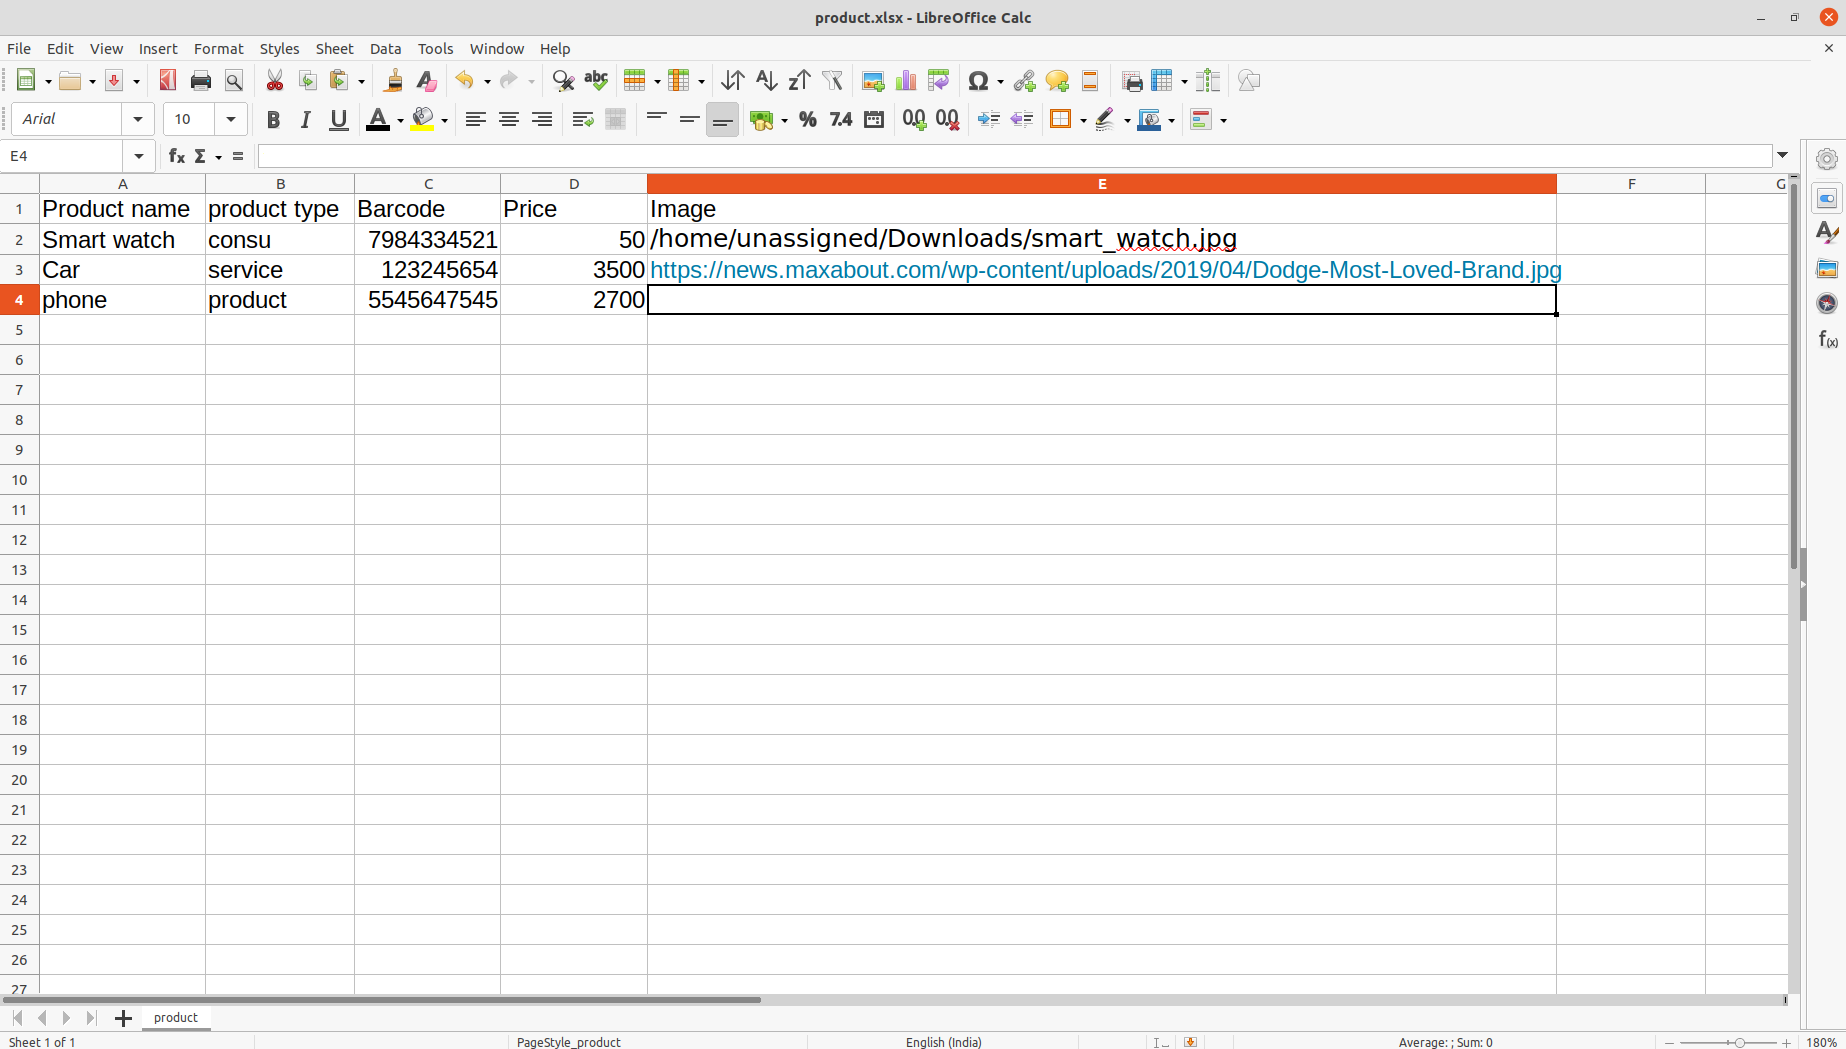 product.xlsx - LibreOffice Calc
File Edit View Insert Format Styles Sheet Data Tools Window Help
Arial 10
E4
A B C D E F G
1 Product name product type Barcode Price Image
2 Smart watch consu 7984334521 50 /home/unassigned/Downloads/smart_watch.jpg
3 Car service 123245654 3500 https://news.maxabout.com/wp-content/uploads/2019/04/Dodge-Most-Loved-Brand.jpg
4 phone product 5545647545 2700
5
6
7
8
9
10
11
12
13
14
15
16
17
18
19
20
21
22
23
24
25
26
27
product
Sheet 1 of 1 PageStyle_product English (India) Average: ; Sum: 0 180%